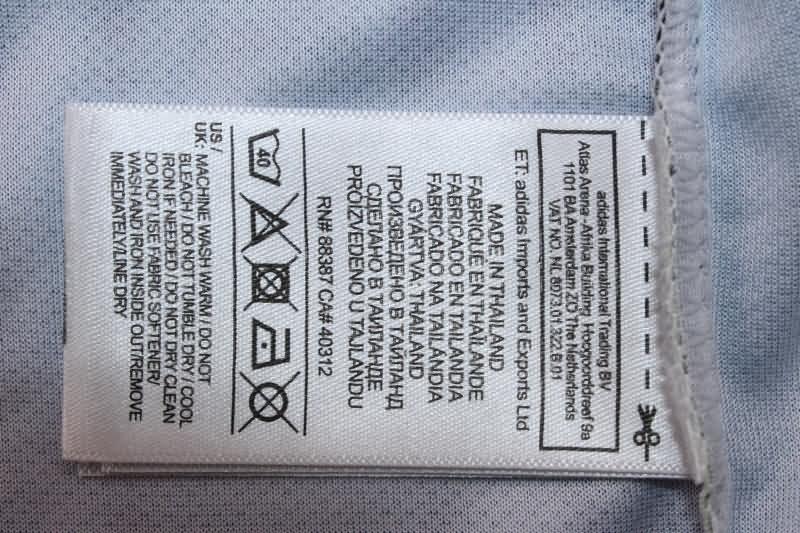 adidas International Trading BV
Atlas Arena - Afrika Building, Hoogoorddreef 9a
1101 BA Amsterdam ZO The Netherlands
VAT NO. NL 8073.01.322.B.01
ET: adidas Imports and Exports Ltd
MADE IN THAILAND
FABRIQUE EN THAÏLANDE
FABRICADO EN TAILANDIA
FABRICADO NA TAILÂNDIA
GYÁRTVA: THAILAND
ПРОИЗВЕДЕНО В ТАИЛАНД
СДЕЛАНО В ТАИЛАНДЕ
PROIZVEDENO U TAJLANDU
RN# 88387 CA# 40312
40
US /
UK: MACHINE WASH WARM / DO NOT
BLEACH / DO NOT TUMBLE DRY / COOL
IRON IF NEEDED / DO NOT DRY CLEAN
DO NOT USE FABRIC SOFTENER/
WASH AND IRON INSIDE OUT/REMOVE
IMMEDIATELY/LINE DRY